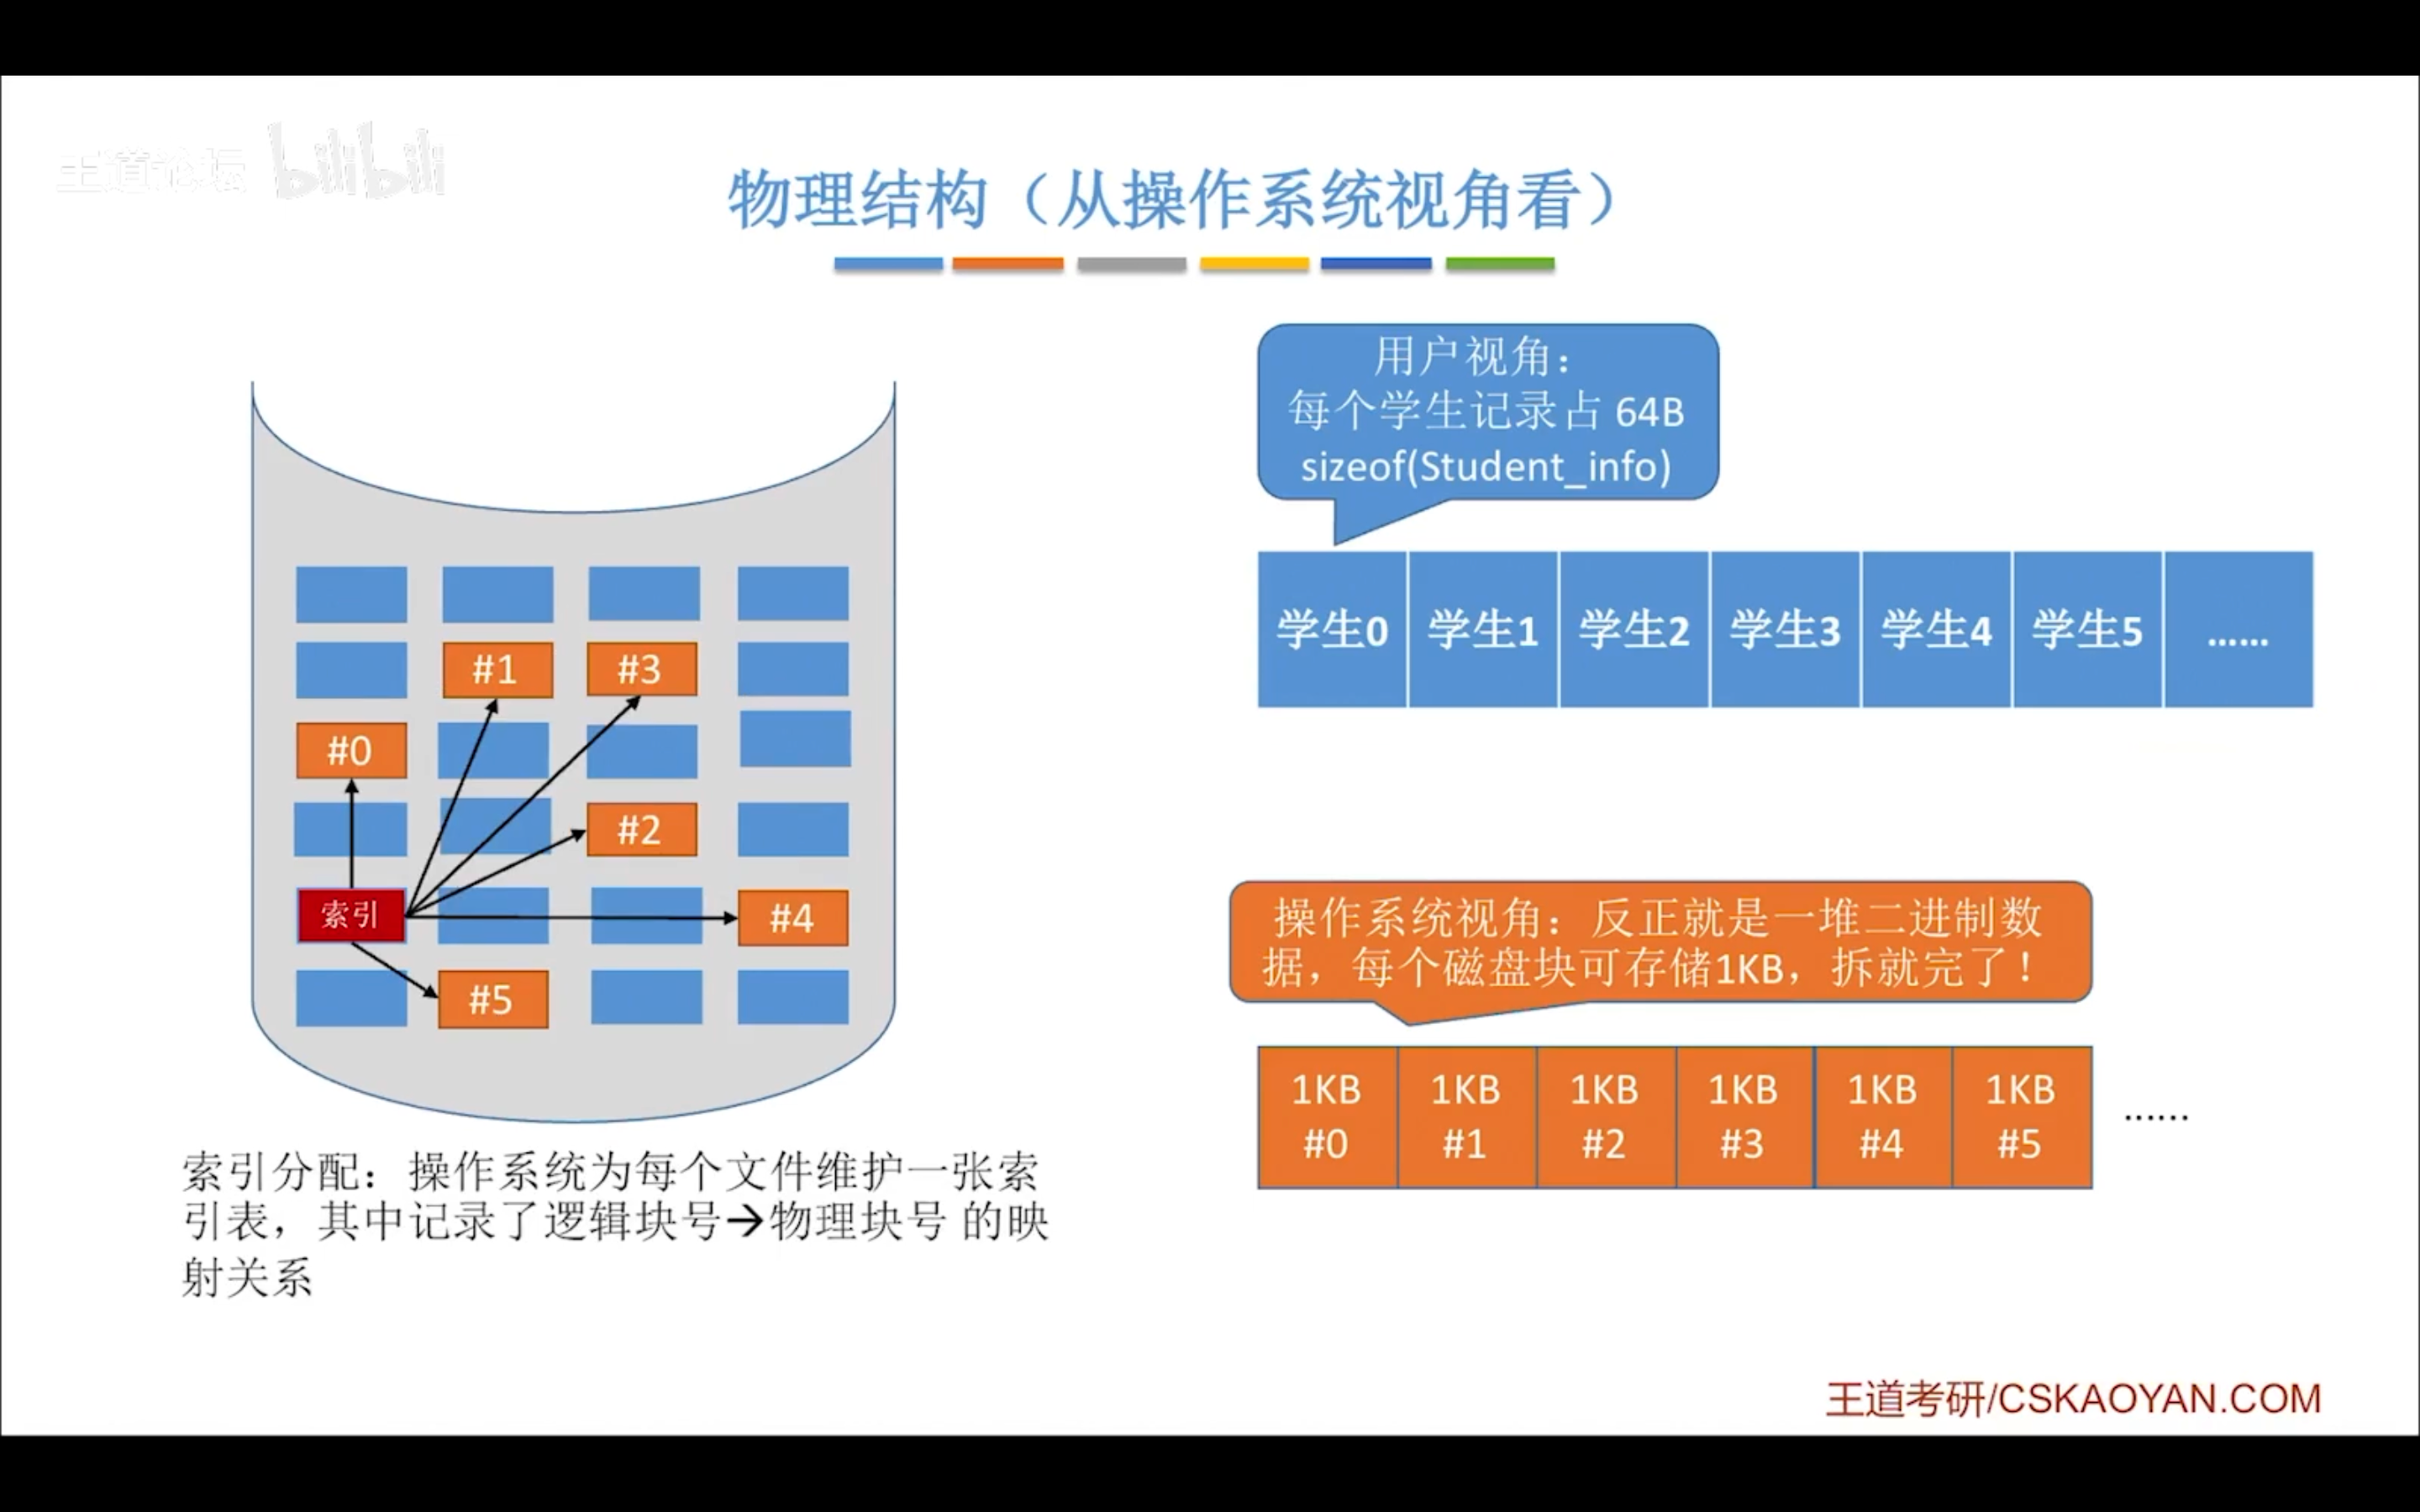 王道论坛 bilibili
物理结构（从操作系统视角看）
用户视角：
每个学生记录占 64B
sizeof(Student_info)
学生0 学生1 学生2 学生3 学生4 学生5 ......
#1 #3
#0
#2
索引 #4
#5
操作系统视角：反正就是一堆二进制数
据，每个磁盘块可存储1KB，拆就完了！
1KB 1KB 1KB 1KB 1KB 1KB
#0 #1 #2 #3 #4 #5 ......
索引分配：操作系统为每个文件维护一张索
引表，其中记录了逻辑块号→物理块号 的映
射关系
王道考研/CSKAOYAN.COM